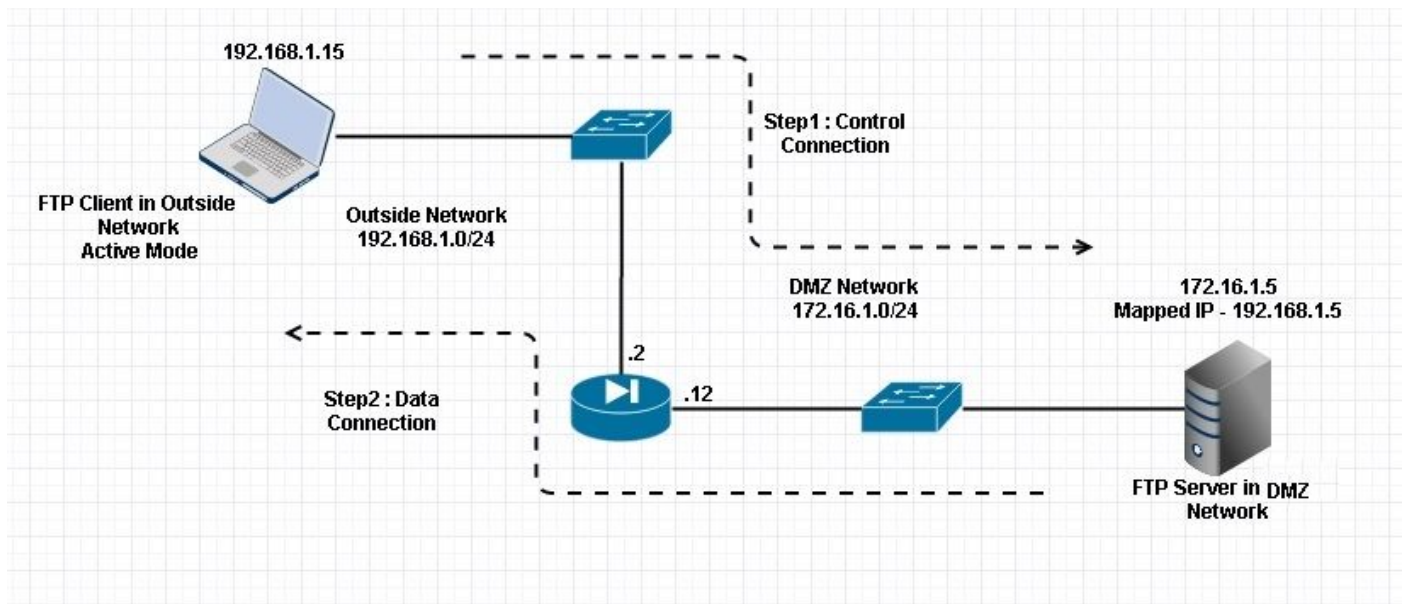 192.168.1.15
FTP Client in Outside
Network
Active Mode
Outside Network
192.168.1.0/24
Step1 : Control
Connection
DMZ Network
172.16.1.0/24
172.16.1.5
Mapped IP - 192.168.1.5
.2
.12
Step2 : Data
Connection
FTP Server in DMZ
Network